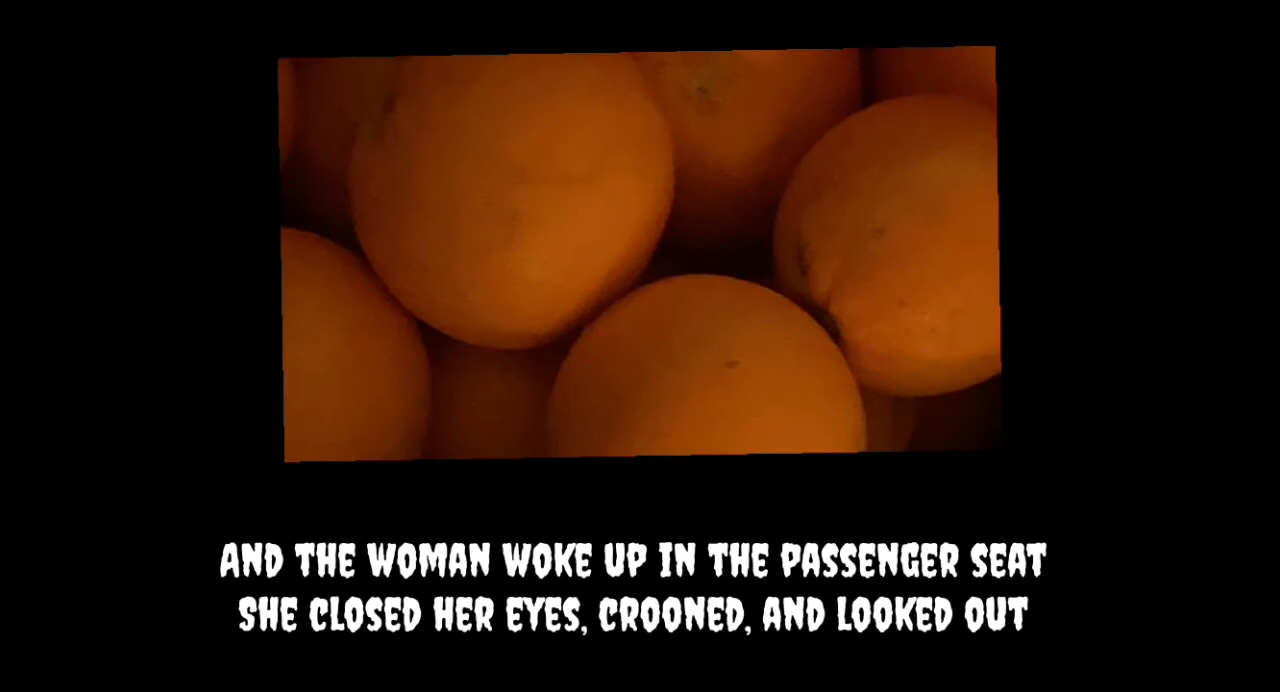 AND THE WOMAN WOKE UP IN THE PASSENGER SEAT
SHE CLOSED HER EYES, CROONED, AND LOOKED OUT